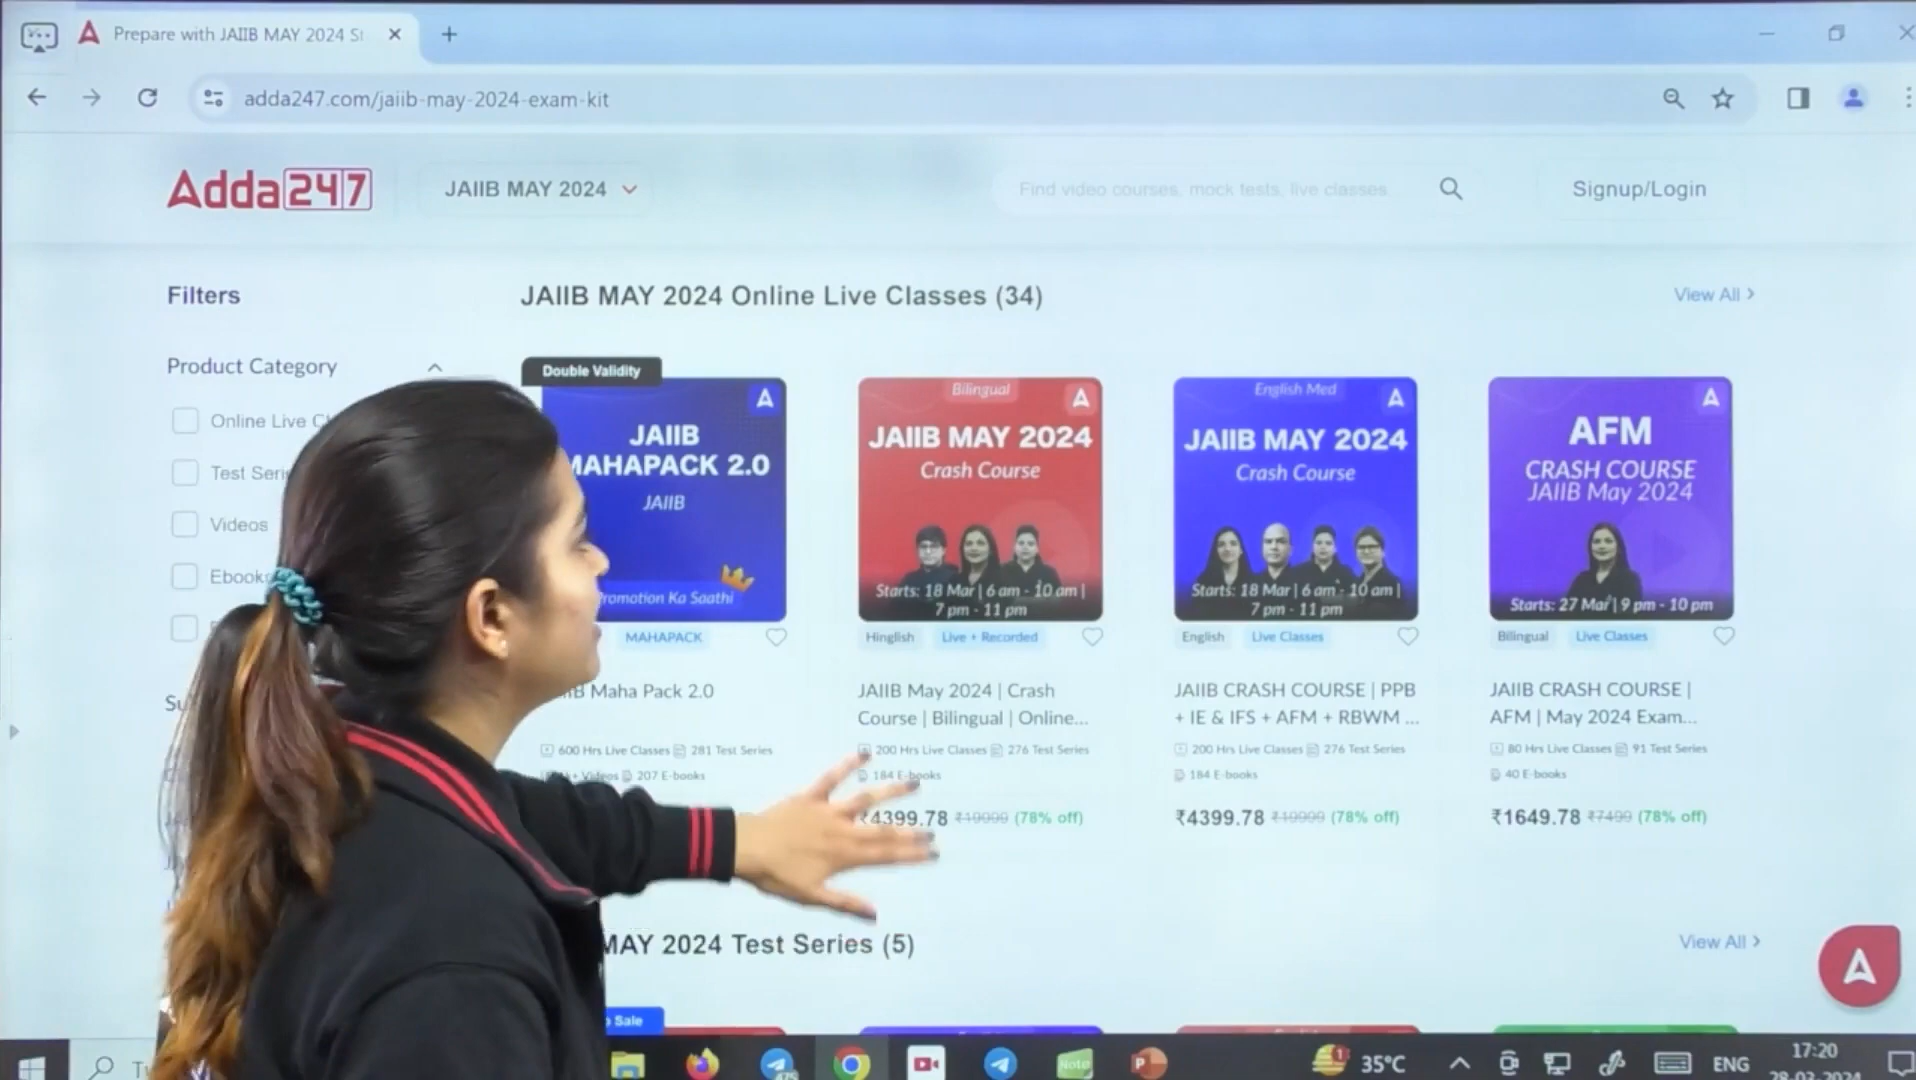 Prepare with JAIIB MAY 2024 St
adda247.com/jaiib-may-2024-exam-kit
Adda247
JAIIB MAY 2024
Find video courses, mock tests, live classes...
Signup/Login
Filters
JAIIB MAY 2024 Online Live Classes (34)
View All >
Product Category
Online Live
Test Seri
Videos
Ebook
Double Validity
JAIIB
MAHAPACK 2.0
JAIIB
Promotion Ka Saathi
MAHAPACK
Maha Pack 2.0
600 Hrs Live Classes 281 Test Series
Videos 207 E-books
Bilingual
JAIIB MAY 2024
Crash Course
Starts: 18 Mar | 6 am - 10 am |
7 pm - 11 pm
Hinglish Live + Recorded
JAIIB May 2024 | Crash
Course | Bilingual | Online...
200 Hrs Live Classes 276 Test Series
184 E-books
₹4399.78 ₹19999 (78% off)
English Med
JAIIB MAY 2024
Crash Course
Starts: 18 Mar | 6 am - 10 am |
7 pm - 11 pm
English Live Classes
JAIIB CRASH COURSE | PPB
+ IE & IFS + AFM + RBWM ...
200 Hrs Live Classes 276 Test Series
184 E-books
₹4399.78 ₹19999 (78% off)
AFM
CRASH COURSE
JAIIB May 2024
Starts: 27 Mar | 9 pm - 10 pm
Bilingual Live Classes
JAIIB CRASH COURSE |
AFM | May 2024 Exam...
80 Hrs Live Classes 91 Test Series
40 E-books
₹1649.78 ₹7499 (78% off)
MAY 2024 Test Series (5)
View All >
Sale
475
Note
1
35°C
ENG
17:20
28-03-2024